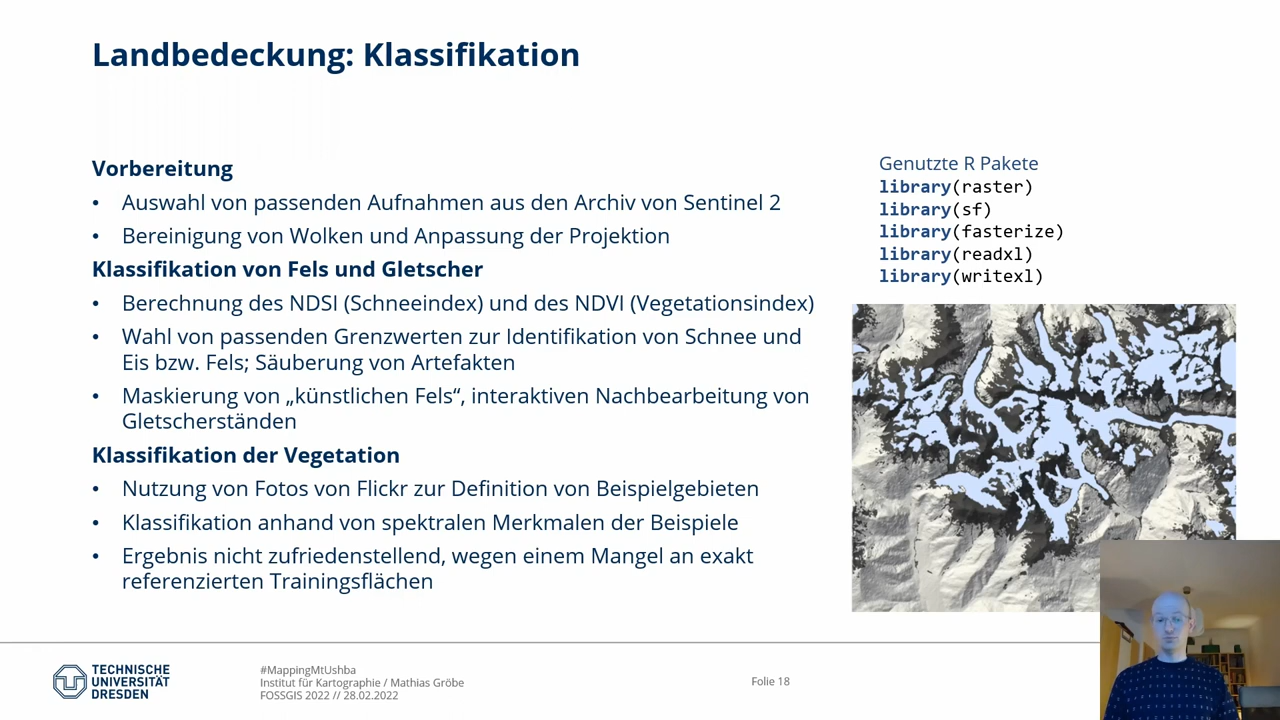 Landbedeckung: Klassifikation
Vorbereitung
• Auswahl von passenden Aufnahmen aus den Archiv von Sentinel 2
• Bereinigung von Wolken und Anpassung der Projektion
Klassifikation von Fels und Gletscher
• Berechnung des NDSI (Schneeindex) und des NDVI (Vegetationsindex)
• Wahl von passenden Grenzwerten zur Identifikation von Schnee und
Eis bzw. Fels; Säuberung von Artefakten
• Maskierung von „künstlichen Fels“, interaktiven Nachbearbeitung von
Gletscherständen
Klassifikation der Vegetation
• Nutzung von Fotos von Flickr zur Definition von Beispielgebieten
• Klassifikation anhand von spektralen Merkmalen der Beispiele
• Ergebnis nicht zufriedenstellend, wegen einem Mangel an exakt
referenzierten Trainingsflächen
Genutzte R Pakete
library(raster)
library(sf)
library(fasterize)
library(readxl)
library(writexl)
TECHNISCHE
UNIVERSITÄT
DRESDEN
#MappingMtUshba
Institut für Kartographie / Mathias Gröbe
FOSSGIS 2022 // 28.02.2022
Folie 18